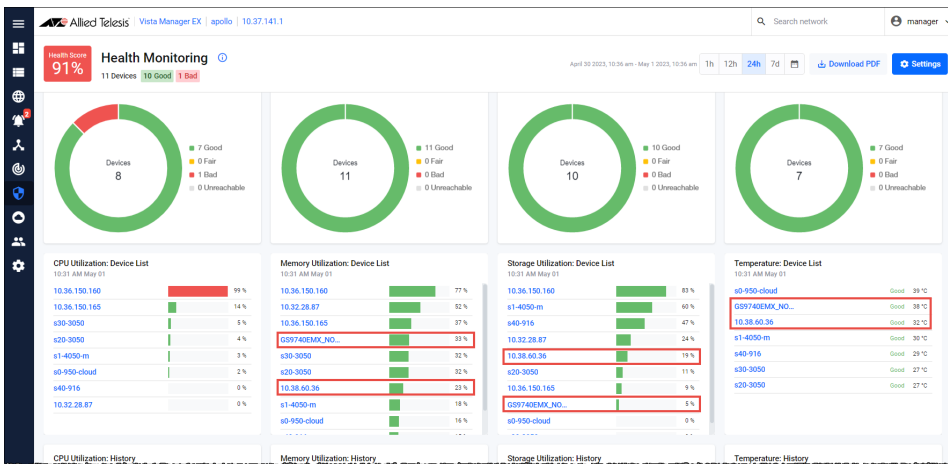 Allied Telesis Vista Manager EX apollo 10.37.141.1
Search network
manager
Health Score
91%
Health Monitoring
11 Devices 10 Good 1 Bad
April 30 2023, 10:36 am - May 1 2023, 10:36 am
1h 12h 24h 7d
Download PDF
Settings
2
Devices
8
7 Good
0 Fair
1 Bad
0 Unreachable
Devices
11
11 Good
0 Fair
0 Bad
0 Unreachable
Devices
10
10 Good
0 Fair
0 Bad
0 Unreachable
Devices
7
7 Good
0 Fair
0 Bad
0 Unreachable
CPU Utilization: Device List
10:31 AM May 01
10.36.150.160 99 %
10.36.150.165 14 %
s30-3050 5 %
s20-3050 4 %
s1-4050-m 3 %
s0-950-cloud 2 %
s40-916 0 %
10.32.28.87 0 %
Memory Utilization: Device List
10:31 AM May 01
10.36.150.160 77 %
10.32.28.87 52 %
10.36.150.165 37 %
GS9740EMX_NO... 33 %
s30-3050 32 %
s20-3050 32 %
10.38.60.36 23 %
s1-4050-m 18 %
s0-950-cloud 16 %
Storage Utilization: Device List
10:31 AM May 01
10.36.150.160 83 %
s1-4050-m 60 %
s40-916 47 %
10.32.28.87 24 %
10.38.60.36 19 %
s20-3050 11 %
10.36.150.165 9 %
GS9740EMX_NO... 5 %
s0-950-cloud 0 %
Temperature: Device List
10:31 AM May 01
s0-950-cloud Good 39 °C
GS9740EMX_NO... Good 38 °C
10.38.60.36 Good 32 °C
s1-4050-m Good 30 °C
s40-916 Good 29 °C
s30-3050 Good 27 °C
s20-3050 Good 27 °C
CPU Utilization: History
Memory Utilization: History
Storage Utilization: History
Temperature: History